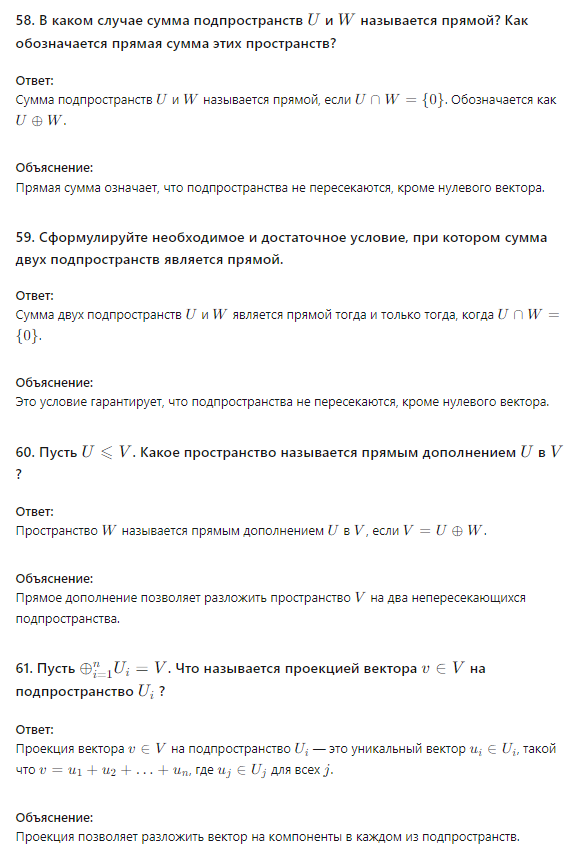 58. В каком случае сумма подпространств U и W называется прямой? Как
обозначается прямая сумма этих пространств?
Ответ:
Сумма подпространств U и W называется прямой, если U ∩ W = {0}. Обозначается как
U ⊕ W.
Объяснение:
Прямая сумма означает, что подпространства не пересекаются, кроме нулевого вектора.
59. Сформулируйте необходимое и достаточное условие, при котором сумма
двух подпространств является прямой.
Ответ:
Сумма двух подпространств U и W является прямой тогда и только тогда, когда U ∩ W =
{0}.
Объяснение:
Это условие гарантирует, что подпространства не пересекаются, кроме нулевого вектора.
60. Пусть U ⩽ V. Какое пространство называется прямым дополнением U в V
?
Ответ:
Пространство W называется прямым дополнением U в V, если V = U ⊕ W.
Объяснение:
Прямое дополнение позволяет разложить пространство V на два непересекающихся
подпространства.
61. Пусть ⊕ⁿᵢ₌₁Uᵢ = V. Что называется проекцией вектора v ∈ V на
подпространство Uᵢ ?
Ответ:
Проекция вектора v ∈ V на подпространство Uᵢ — это уникальный вектор uᵢ ∈ Uᵢ, такой
что v = u₁ + u₂ + … + uₙ, где uⱼ ∈ Uⱼ для всех j.
Объяснение:
Проекция позволяет разложить вектор на компоненты в каждом из подпространств.